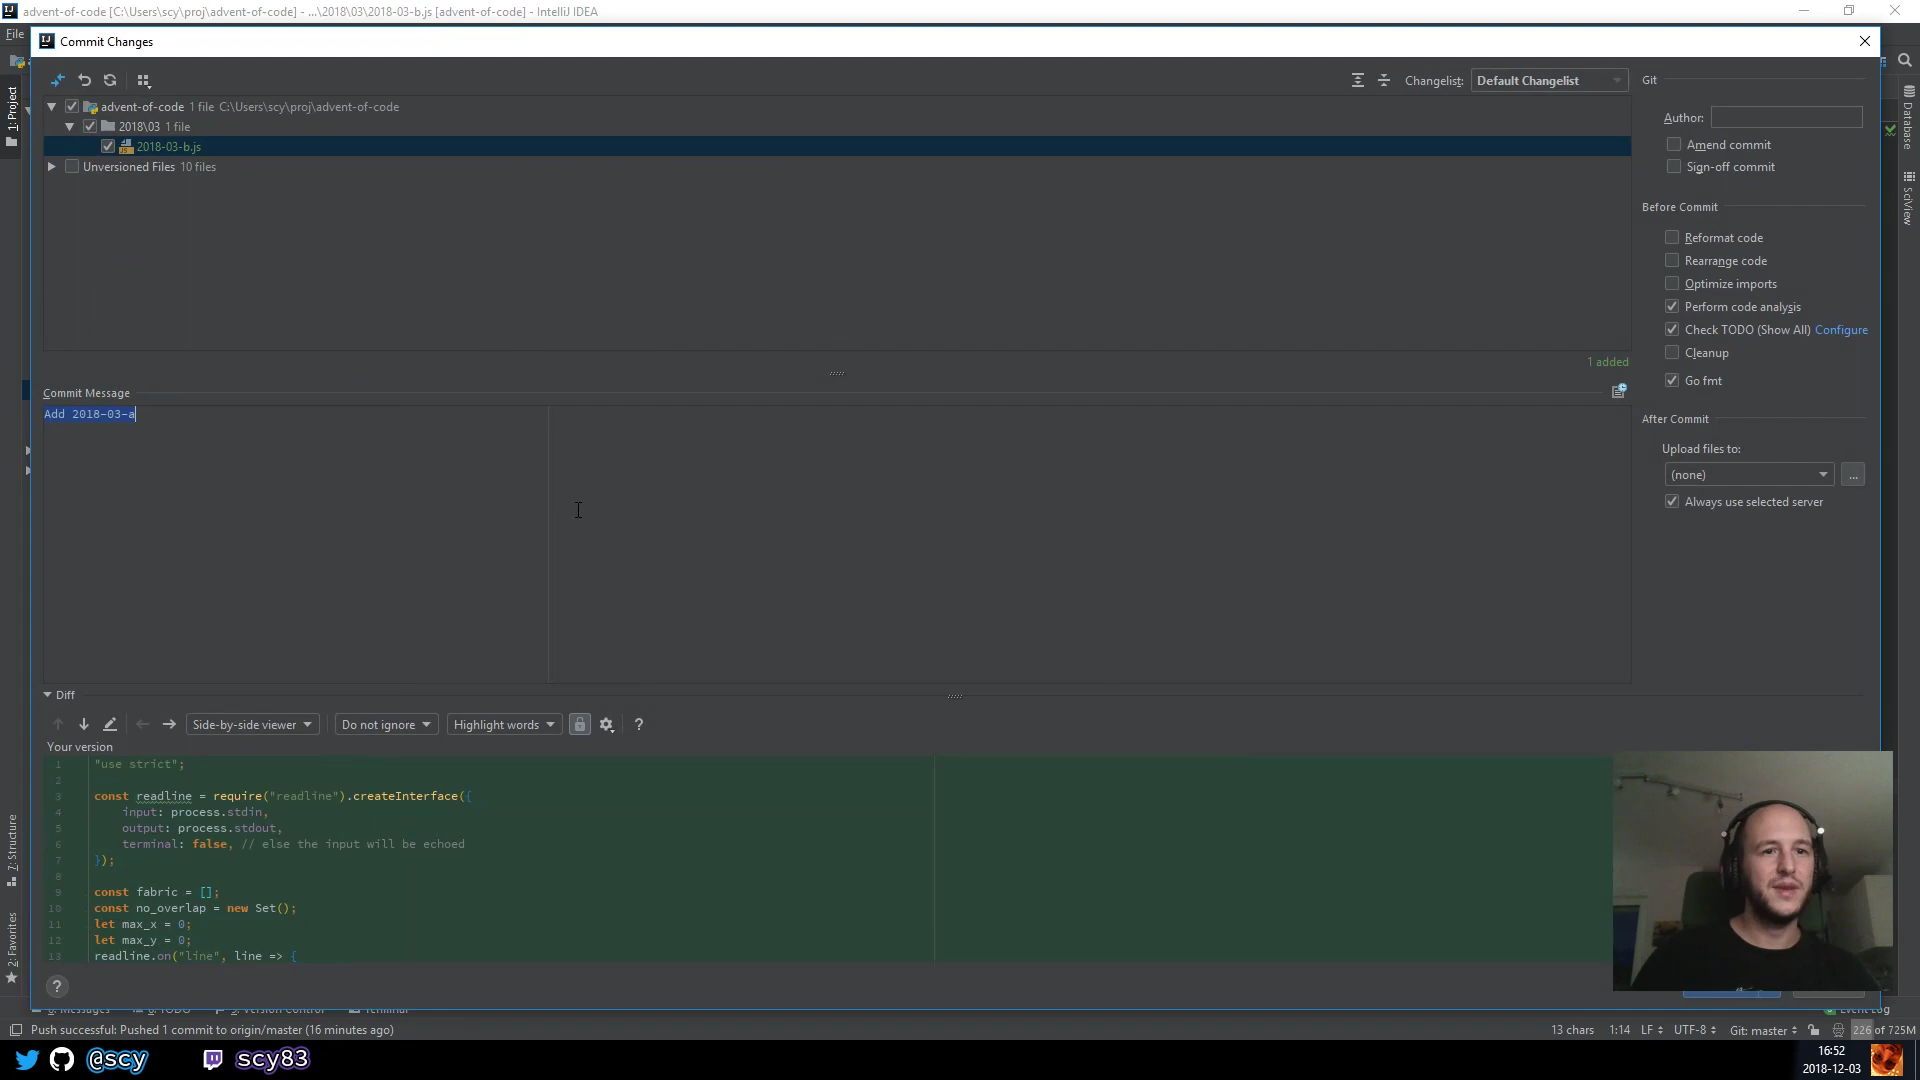 advent-of-code [C:\Users\scy\proj\advent-of-code] - ...\2018\03\2018-03-b.js [advent-of-code] - IntelliJ IDEA
File
Commit Changes
Changelist: Default Changelist
Git
advent-of-code 1 file C:\Users\scy\proj\advent-of-code
2018\03 1 file
2018-03-b.js
Unversioned Files 10 files
Author:
Amend commit
Sign-off commit
Before Commit
Reformat code
Rearrange code
Optimize imports
Perform code analysis
Check TODO (Show All) Configure
Cleanup
Go fmt
1 added
Commit Message
Add 2018-03-a
After Commit
Upload files to:
(none)
...
Always use selected server
1: Project
7: Structure
2: Favorites
Database
SciView
Diff
Side-by-side viewer
Do not ignore
Highlight words
?
Your version
1 "use strict";
2
3 const readline = require("readline").createInterface({
4 input: process.stdin,
5 output: process.stdout,
6 terminal: false, // else the input will be echoed
7 });
8
9 const fabric = [];
10 const no_overlap = new Set();
11 let max_x = 0;
12 let max_y = 0;
13 readline.on("line", line => {
?
Terminal
Event Log
Push successful: Pushed 1 commit to origin/master (16 minutes ago)
13 chars 1:14 LF UTF-8 Git: master 226 of 725M
@scy scy83
16:52
2018-12-03